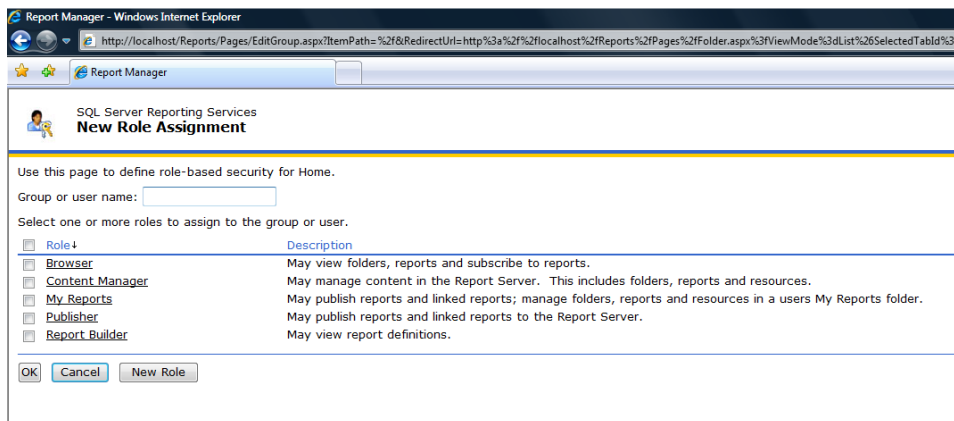 Report Manager - Windows Internet Explorer
http://localhost/Reports/Pages/EditGroup.aspx?ItemPath=%2f&RedirectUrl=http%3a%2f%2flocalhost%2fReports%2fPages%2fFolder.aspx%3fViewMode%3dList%26SelectedTabId%3
Report Manager
SQL Server Reporting Services
New Role Assignment
Use this page to define role-based security for Home.
Group or user name:
Select one or more roles to assign to the group or user.
Role↓ Description
Browser May view folders, reports and subscribe to reports.
Content Manager May manage content in the Report Server. This includes folders, reports and resources.
My Reports May publish reports and linked reports; manage folders, reports and resources in a users My Reports folder.
Publisher May publish reports and linked reports to the Report Server.
Report Builder May view report definitions.
OK Cancel New Role